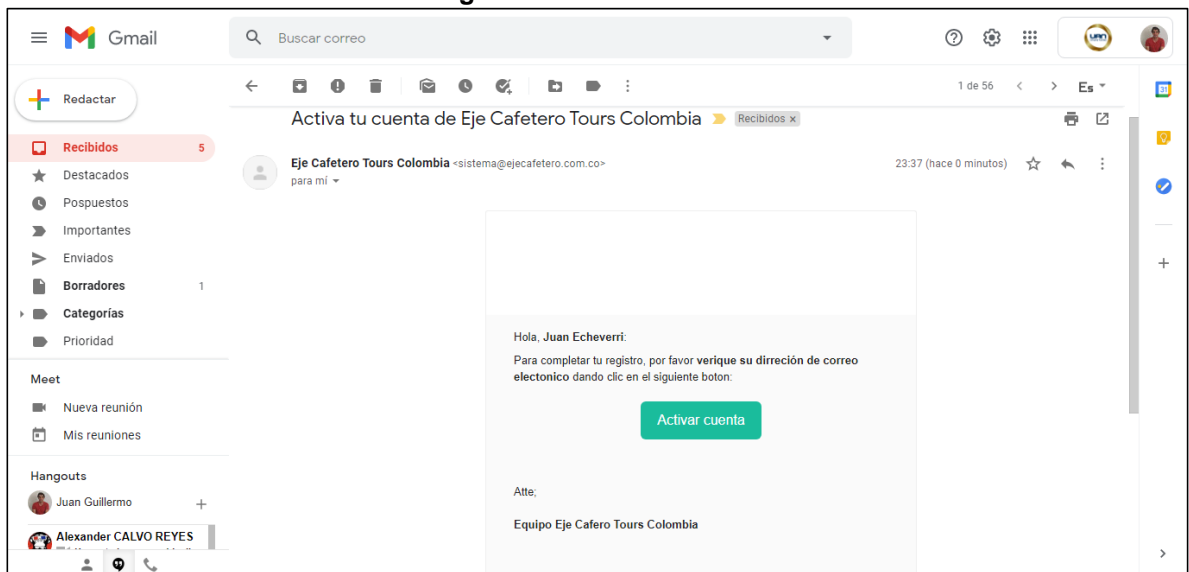 Gmail
Buscar correo
UAN
Redactar
1 de 56
Es
31
Activa tu cuenta de Eje Cafetero Tours Colombia
Recibidos x
Recibidos 5
Destacados
Pospuestos
Importantes
Enviados
Borradores 1
Categorías
Prioridad
Eje Cafetero Tours Colombia <sistema@ejecafetero.com.co>
23:37 (hace 0 minutos)
para mí
Hola, Juan Echeverri:
Para completar tu registro, por favor verique su dirreción de correo
electonico dando clic en el siguiente boton:
Activar cuenta
Atte;
Equipo Eje Cafero Tours Colombia
Meet
Nueva reunión
Mis reuniones
Hangouts
Juan Guillermo
Alexander CALVO REYES